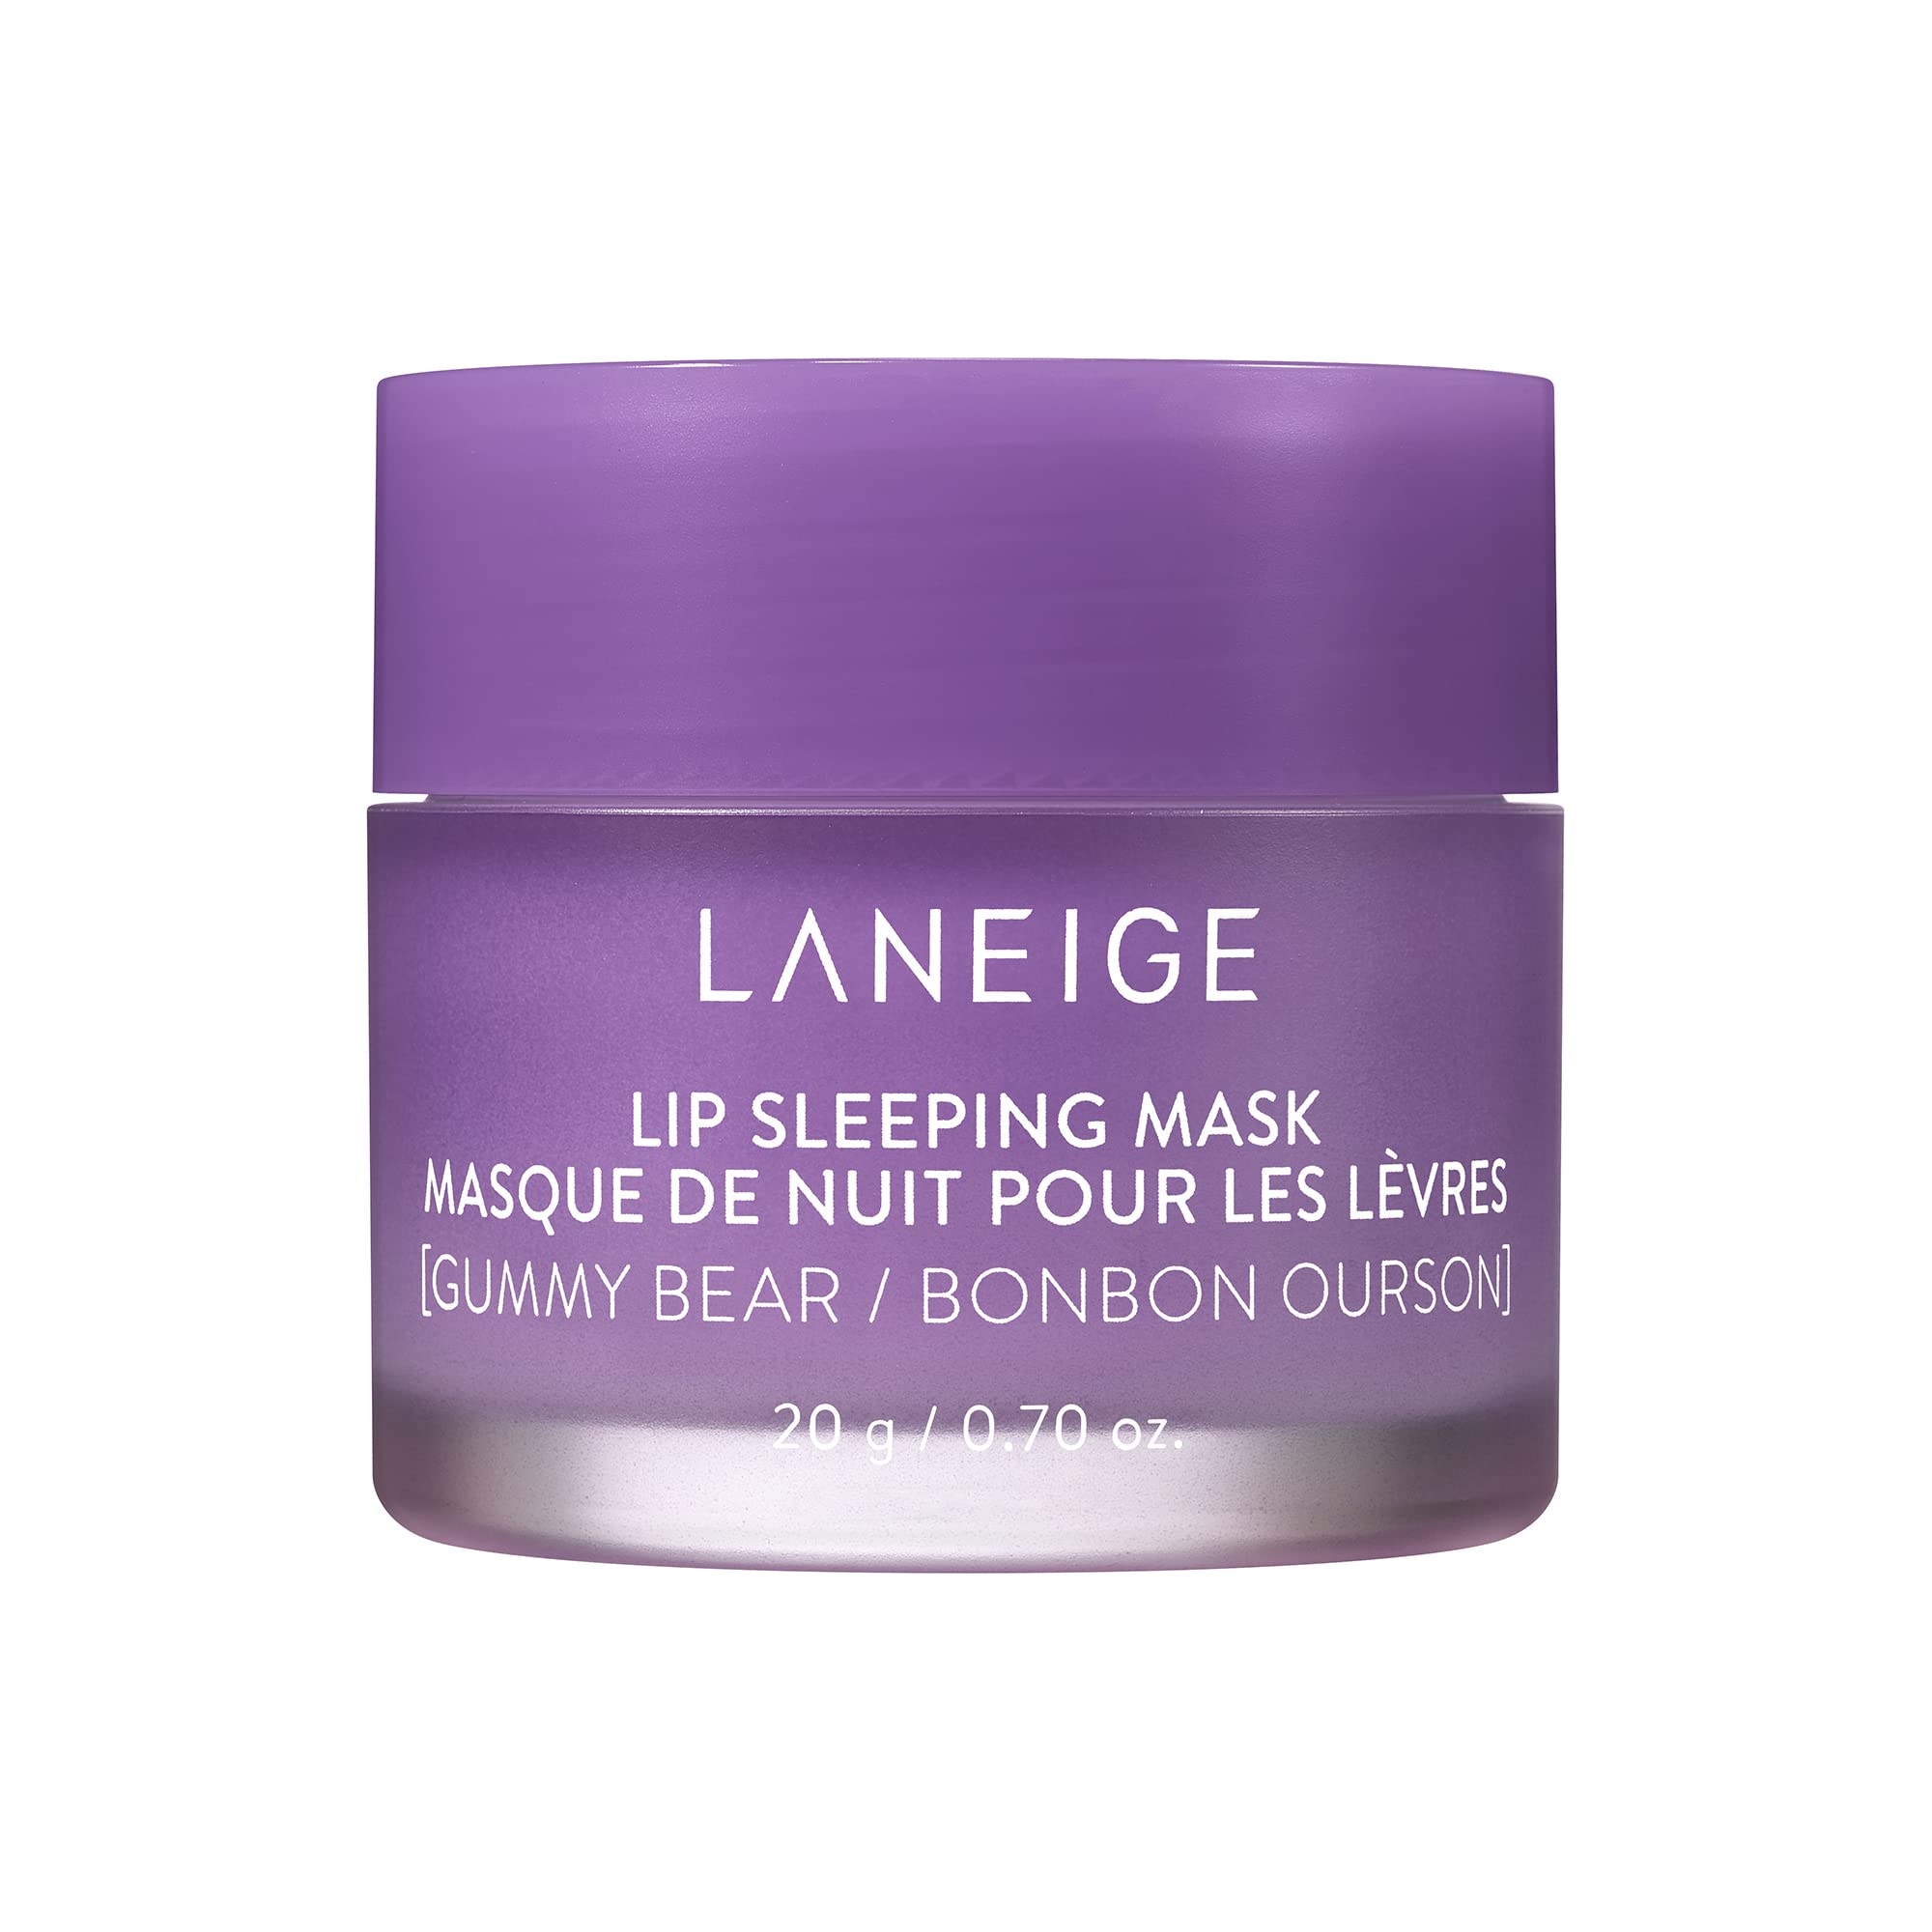 LANEIGE
LIP SLEEPING MASK
MASQUE DE NUIT POUR LES LÈVRES
[GUMMY BEAR / BONBON OURSON]
20 g / 0.70 oz.